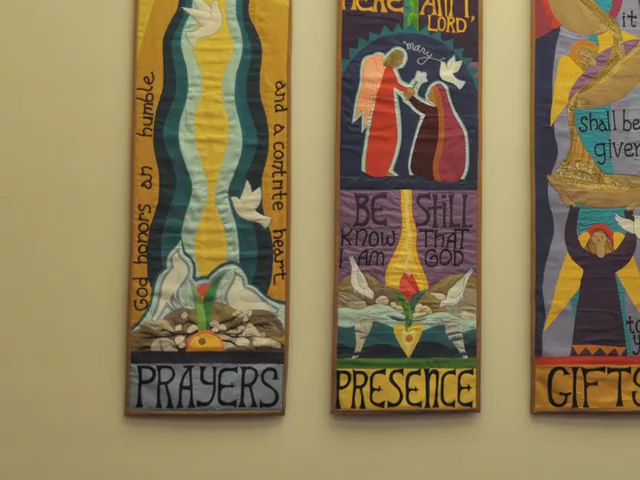 God honors an humble
and a contrite heart
PRAYERS
HERE AM I,
LORD
mary
BE STILL
KNOW THAT
I AM GOD
PRESENCE
it
shall be
given
to
GIFTS